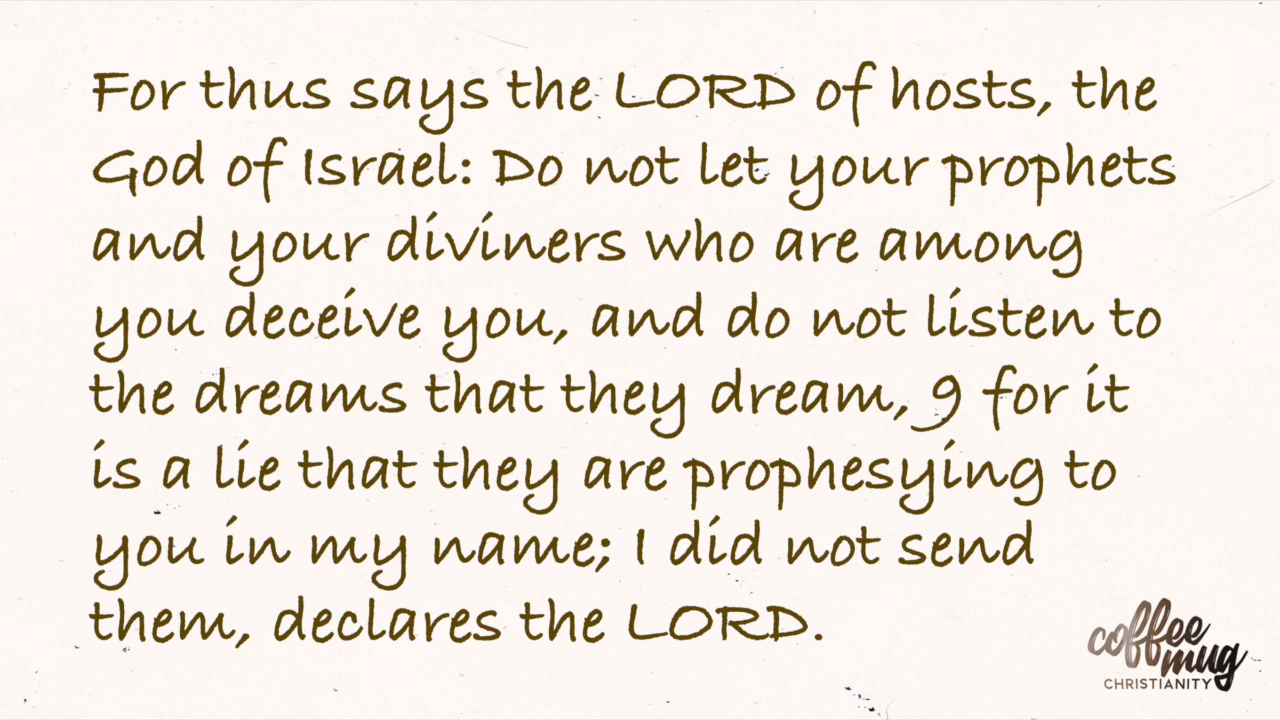 For thus says the LORD of hosts, the
God of Israel: Do not let your prophets
and your diviners who are among
you deceive you, and do not listen to
the dreams that they dream, 9 for it
is a lie that they are prophesying to
you in my name; I did not send
them, declares the LORD.
coffee
mug
CHRISTIANITY